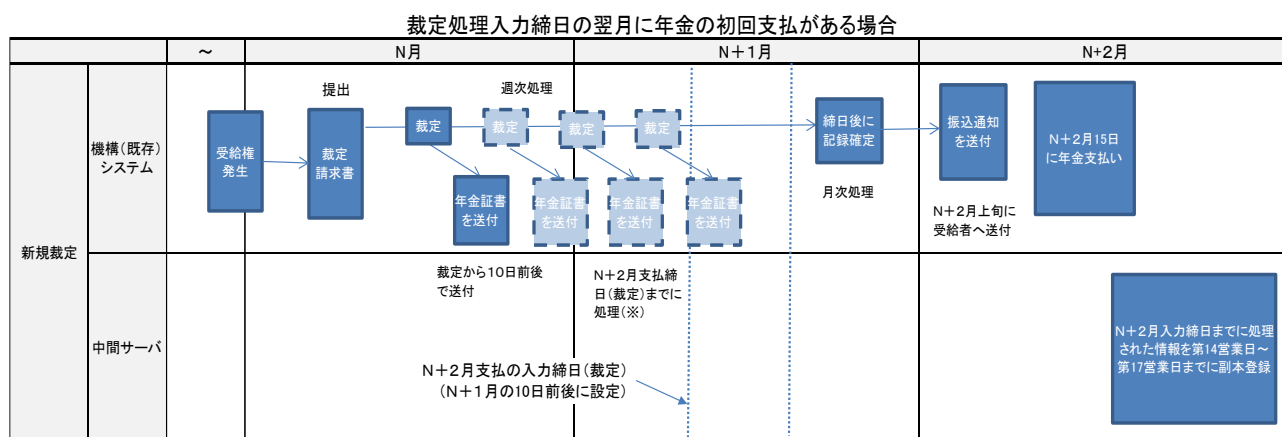 裁定処理入力締日の翌月に年金の初回支払がある場合
～
N月
N＋1月
N+2月
新規裁定
機構（既存）
システム
提出
週次処理
受給権
発生
裁定
請求書
裁定
裁定
裁定
裁定
締日後に
記録確定
振込通知
を送付
N＋2月15日
に年金支払い
年金証書
を送付
年金証書
を送付
年金証書
を送付
年金証書
を送付
月次処理
N＋2月上旬に
受給者へ送付
中間サーバ
裁定から10日前後
で送付
N＋2月支払締
日（裁定）までに
処理（※）
N＋2月支払の入力締日（裁定）
（N＋1月の10日前後に設定）
N＋2月入力締日までに処理
された情報を第14営業日～
第17営業日までに副本登録